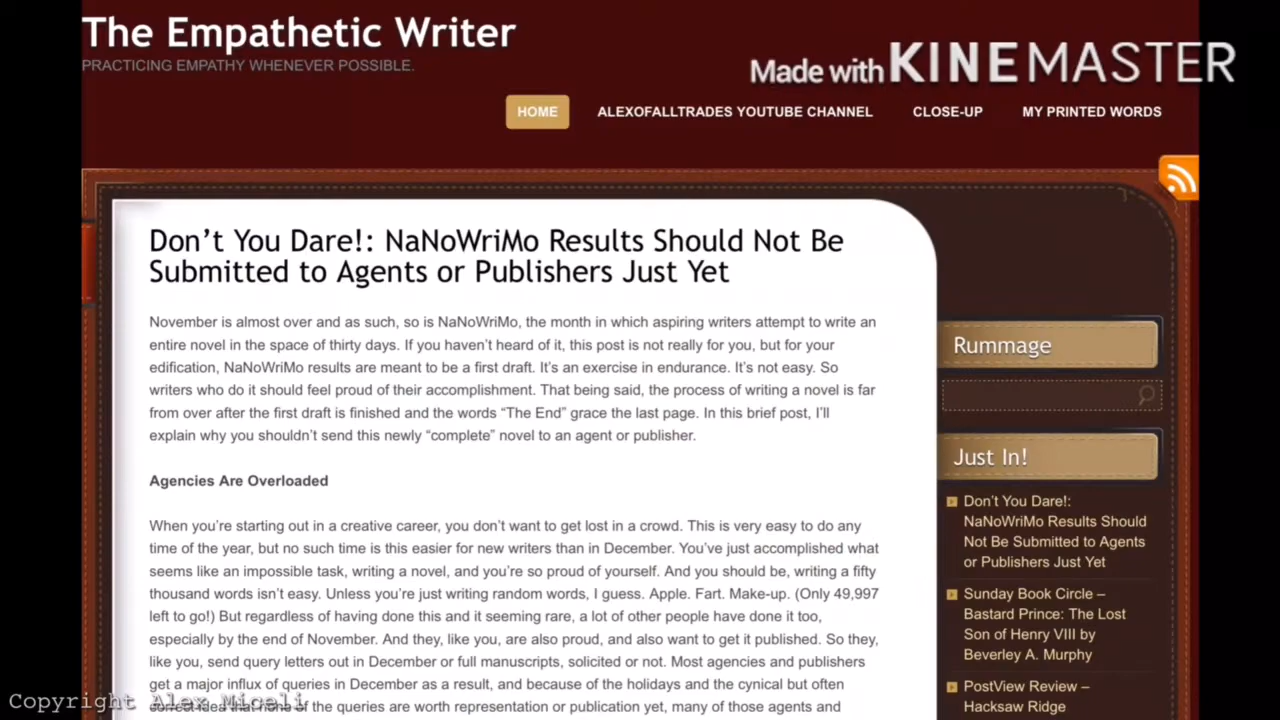 The Empathetic Writer
PRACTICING EMPATHY WHENEVER POSSIBLE.
Made with KINEMASTER
HOME ALEXOFALLTRADES YOUTUBE CHANNEL CLOSE-UP MY PRINTED WORDS
Don’t You Dare!: NaNoWriMo Results Should Not Be
Submitted to Agents or Publishers Just Yet
November is almost over and as such, so is NaNoWriMo, the month in which aspiring writers attempt to write an
entire novel in the space of thirty days. If you haven’t heard of it, this post is not really for you, but for your
edification, NaNoWriMo results are meant to be a first draft. It’s an exercise in endurance. It’s not easy. So
writers who do it should feel proud of their accomplishment. That being said, the process of writing a novel is far
from over after the first draft is finished and the words “The End” grace the last page. In this brief post, I’ll
explain why you shouldn’t send this newly “complete” novel to an agent or publisher.
Agencies Are Overloaded
When you’re starting out in a creative career, you don’t want to get lost in a crowd. This is very easy to do any
time of the year, but no such time is this easier for new writers than in December. You’ve just accomplished what
seems like an impossible task, writing a novel, and you’re so proud of yourself. And you should be, writing a fifty
thousand words isn’t easy. Unless you’re just writing random words, I guess. Apple. Fart. Make-up. (Only 49,997
left to go!) But regardless of having done this and it seeming rare, a lot of other people have done it too,
especially by the end of November. And they, like you, are also proud, and also want to get it published. So they,
like you, send query letters out in December or full manuscripts, solicited or not. Most agencies and publishers
get a major influx of queries in December as a result, and because of the holidays and the cynical but often
correct idea that none of the queries are worth representation or publication yet, many of those agents and
Rummage
Just In!
Don’t You Dare!:
NaNoWriMo Results Should
Not Be Submitted to Agents
or Publishers Just Yet
Sunday Book Circle –
Bastard Prince: The Lost
Son of Henry VIII by
Beverley A. Murphy
PostView Review –
Hacksaw Ridge
Copyright Alex Miceli